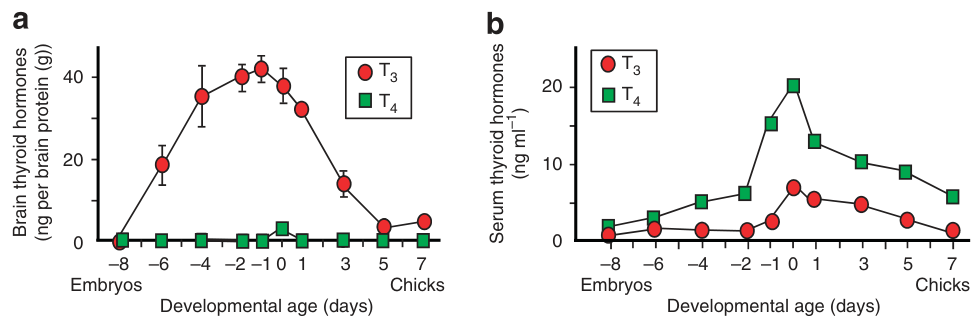 a
Brain thyroid hormones
(ng per brain protein (g))
40
20
0
T3
T4
–8 –6 –4 –2 –1 0 1 3 5 7
Embryos Chicks
Developmental age (days)
b
Serum thyroid hormones
(ng ml–1)
20
10
0
T3
T4
–8 –6 –4 –2 –1 0 1 3 5 7
Embryos Chicks
Developmental age (days)